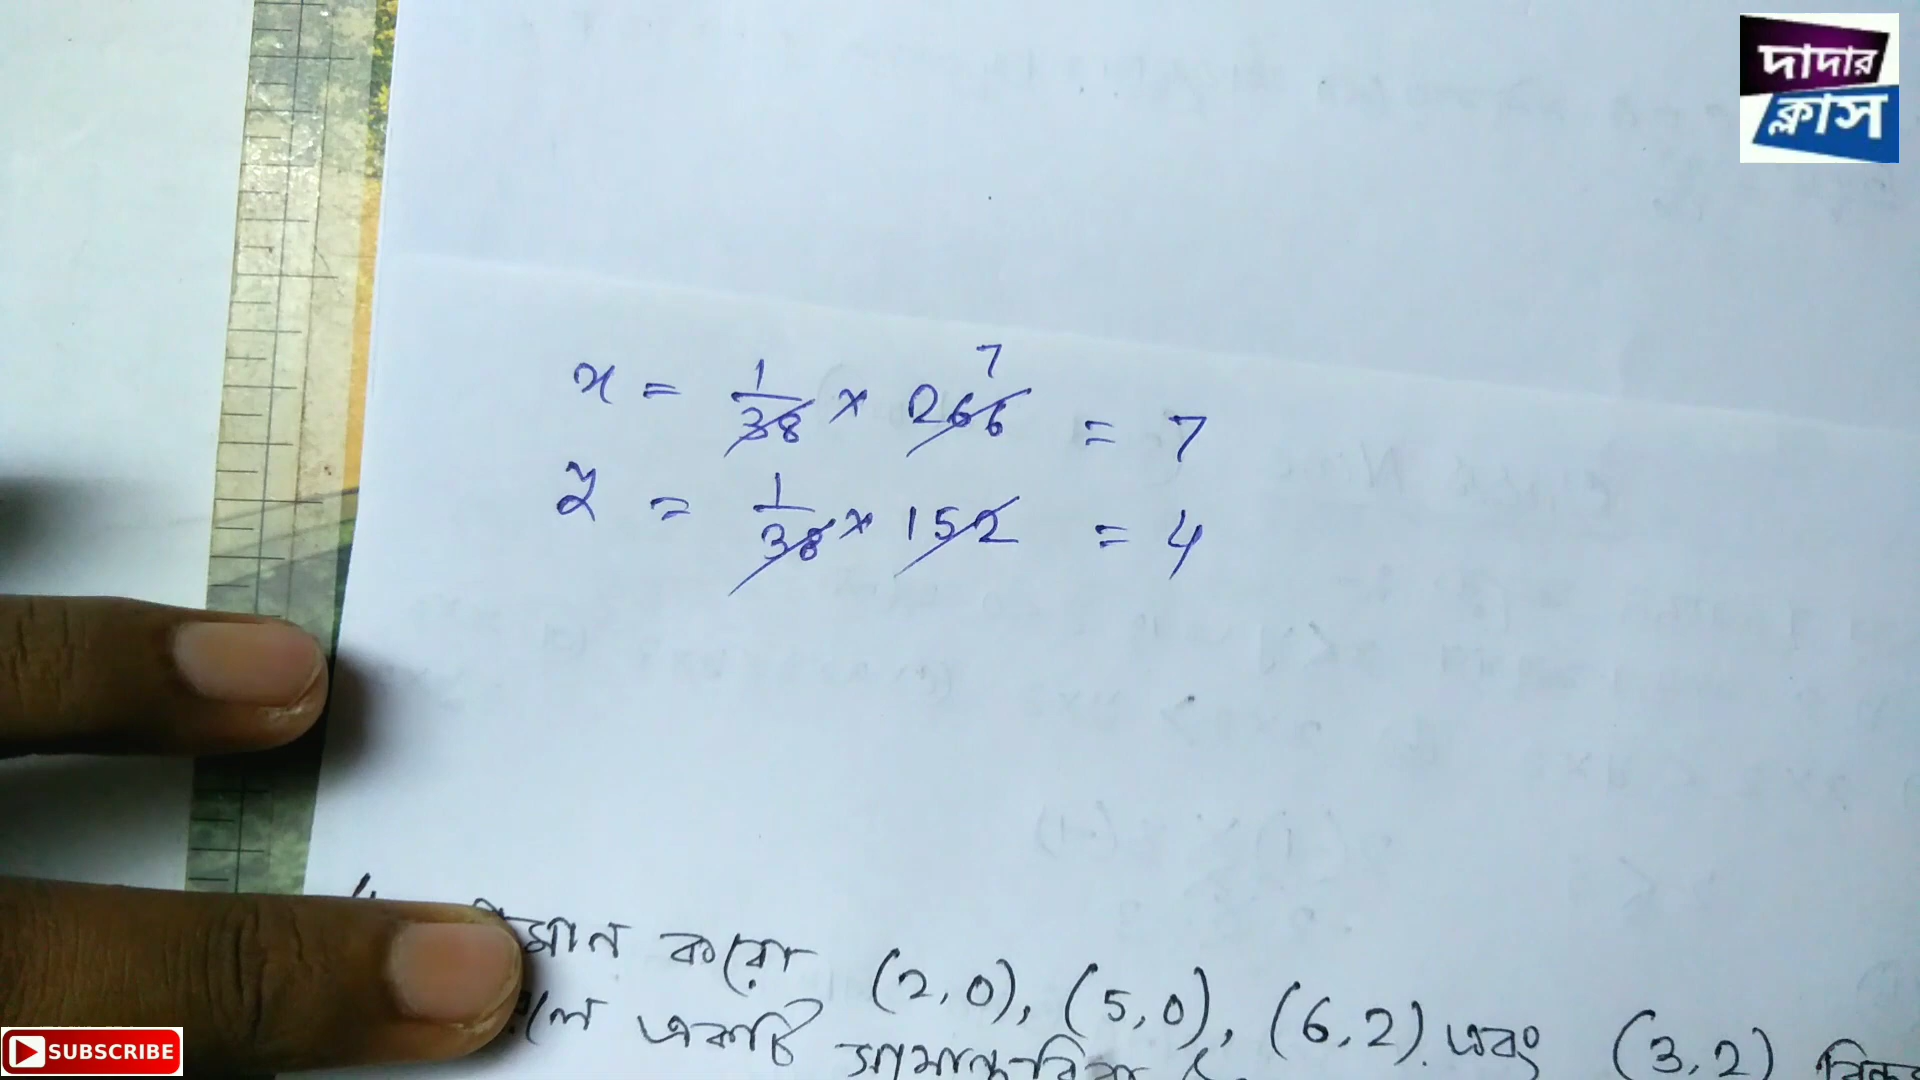 দাদার
ক্লাস
x = 1/38 × 266 7 = 7
y = 1/38 × 152 = 4
মান করো (2,0), (5,0), (6,2) এবং (3,2)
একটি
SUBSCRIBE